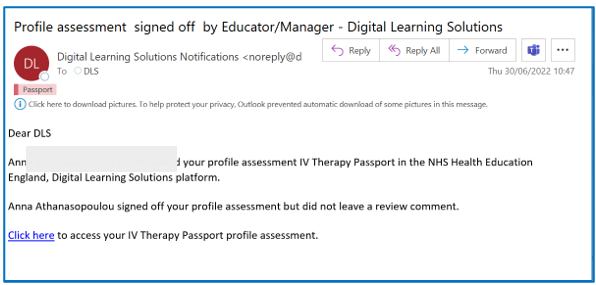 Profile assessment signed off by Educator/Manager - Digital Learning Solutions
DL
Digital Learning Solutions Notifications <noreply@d
Reply
Reply All
Forward
To DLS
Thu 30/06/2022 10:47
Passport
Click here to download pictures. To help protect your privacy, Outlook prevented automatic download of some pictures in this message.
Dear DLS
your profile assessment IV Therapy Passport in the NHS Health Education
England, Digital Learning Solutions platform.
Anna Athanasopoulou signed off your profile assessment but did not leave a review comment.
Click here to access your IV Therapy Passport profile assessment.